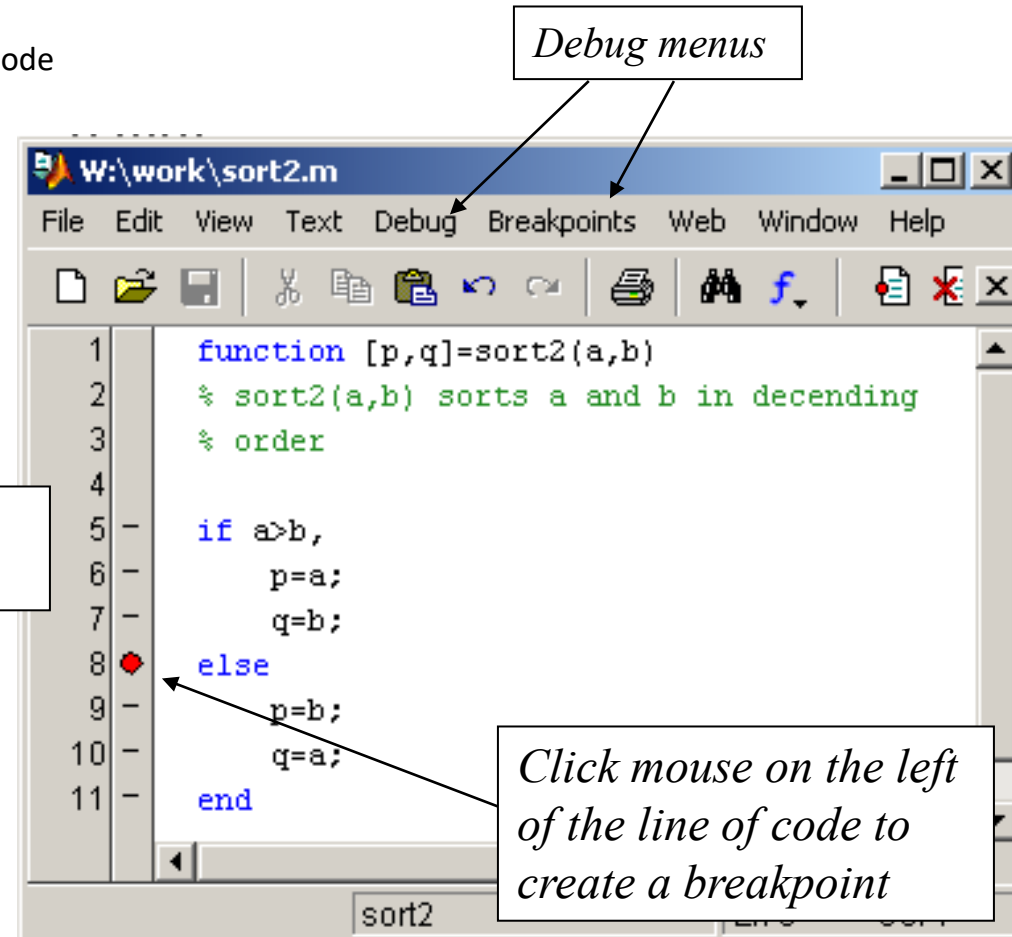 Debug menus
ode
W:\work\sort2.m
File Edit View Text Debug Breakpoints Web Window Help
1 function [p,q]=sort2(a,b)
2 % sort2(a,b) sorts a and b in decending
3 % order
4
5 – if a>b,
6 – p=a;
7 – q=b;
8 else
9 – p=b;
10 – q=a;
11 – end
Click mouse on the left
of the line of code to
create a breakpoint
sort2